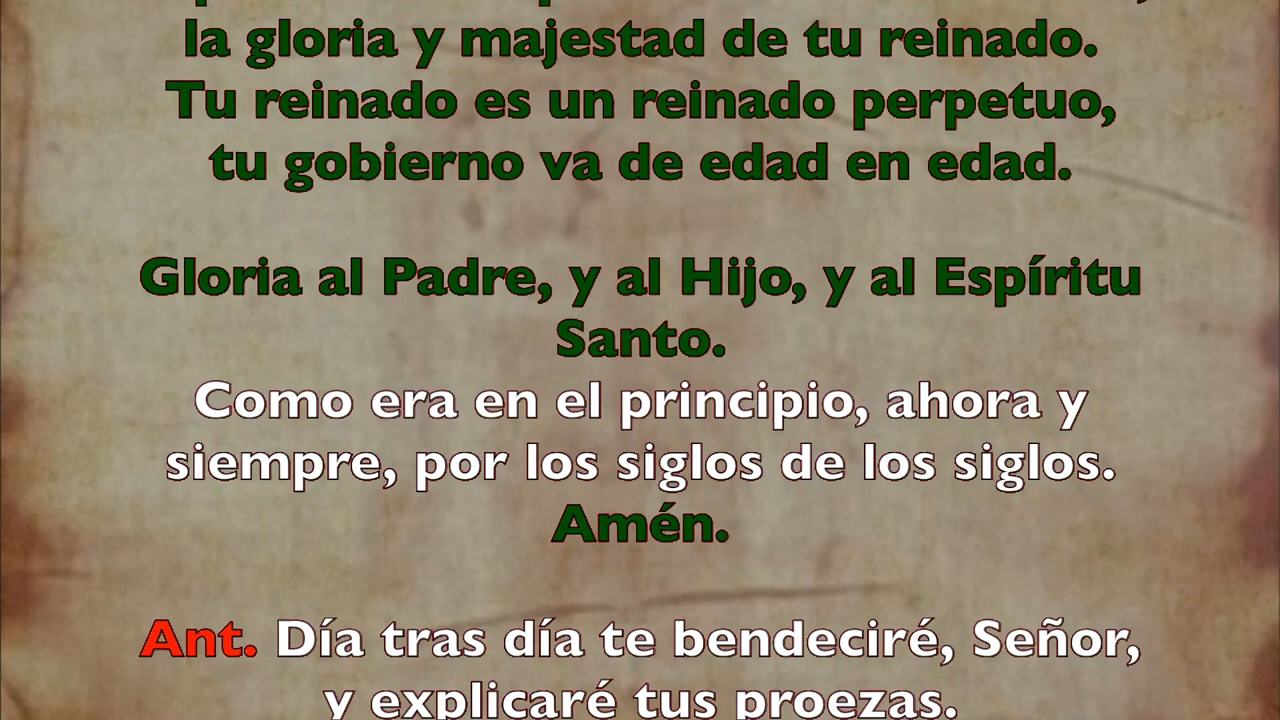 la gloria y majestad de tu reinado.
Tu reinado es un reinado perpetuo,
tu gobierno va de edad en edad.
Gloria al Padre, y al Hijo, y al Espíritu
Santo.
Como era en el principio, ahora y
siempre, por los siglos de los siglos.
Amén.
Ant. Día tras día te bendeciré, Señor,
y explicaré tus proezas.